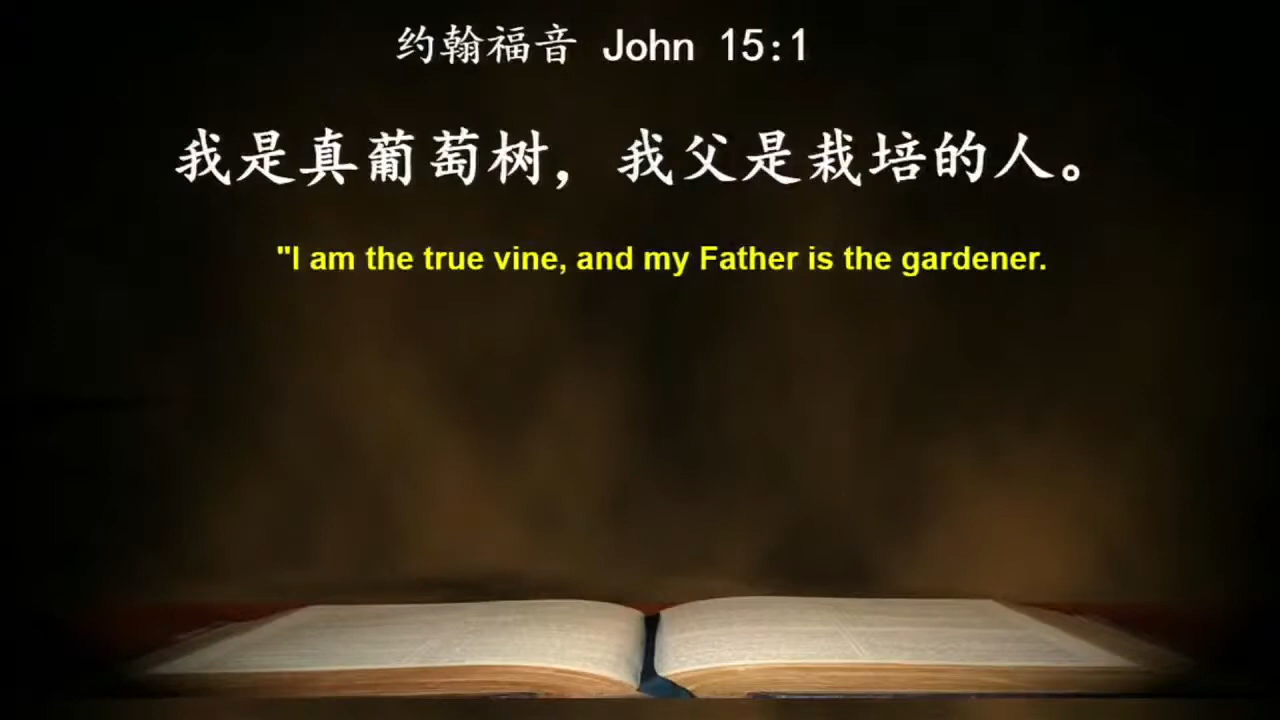 约翰福音 John 15:1
我是真葡萄树，我父是栽培的人。
"I am the true vine, and my Father is the gardener.